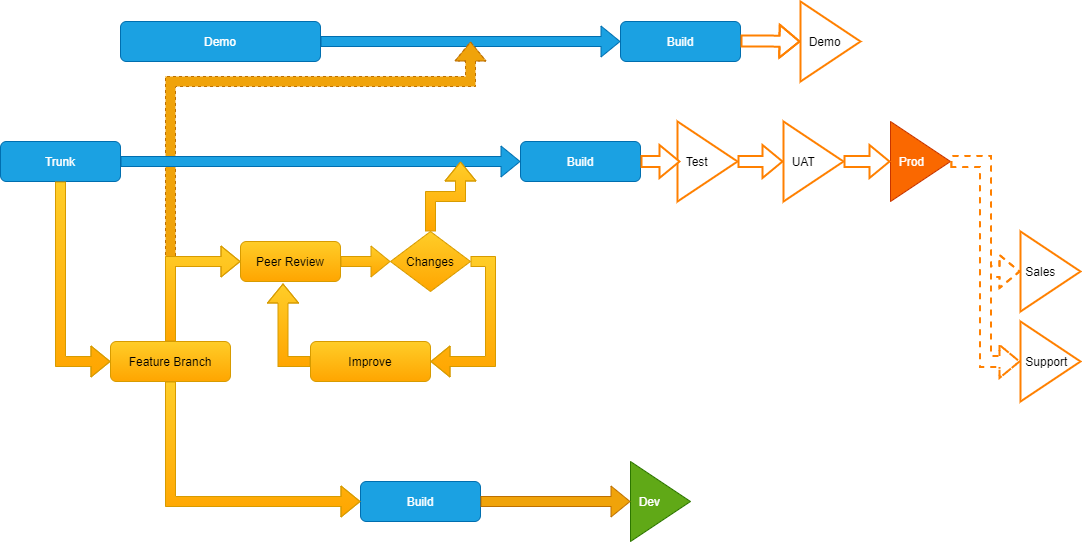 Demo
Build
Demo
Trunk
Build
Test
UAT
Prod
Peer Review
Changes
Sales
Feature Branch
Improve
Support
Build
Dev